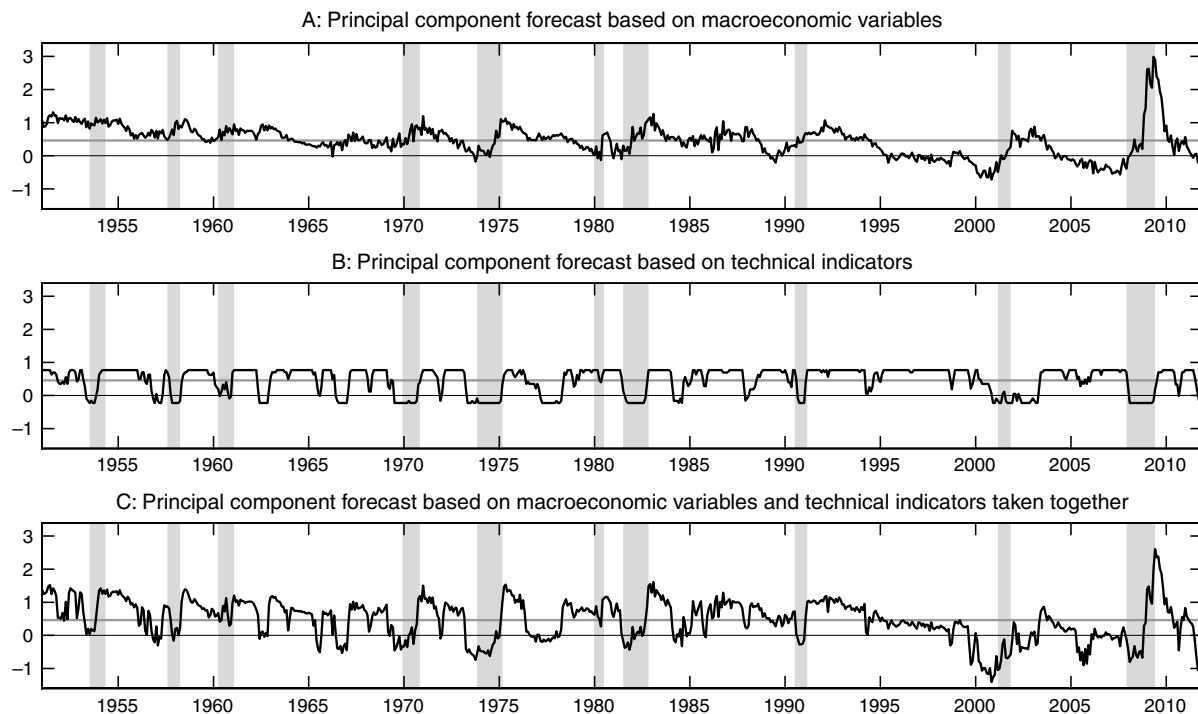 A: Principal component forecast based on macroeconomic variables
3
2
1
0
−1
1955 1960 1965 1970 1975 1980 1985 1990 1995 2000 2005 2010
B: Principal component forecast based on technical indicators
3
2
1
0
−1
1955 1960 1965 1970 1975 1980 1985 1990 1995 2000 2005 2010
C: Principal component forecast based on macroeconomic variables and technical indicators taken together
3
2
1
0
−1
1955 1960 1965 1970 1975 1980 1985 1990 1995 2000 2005 2010